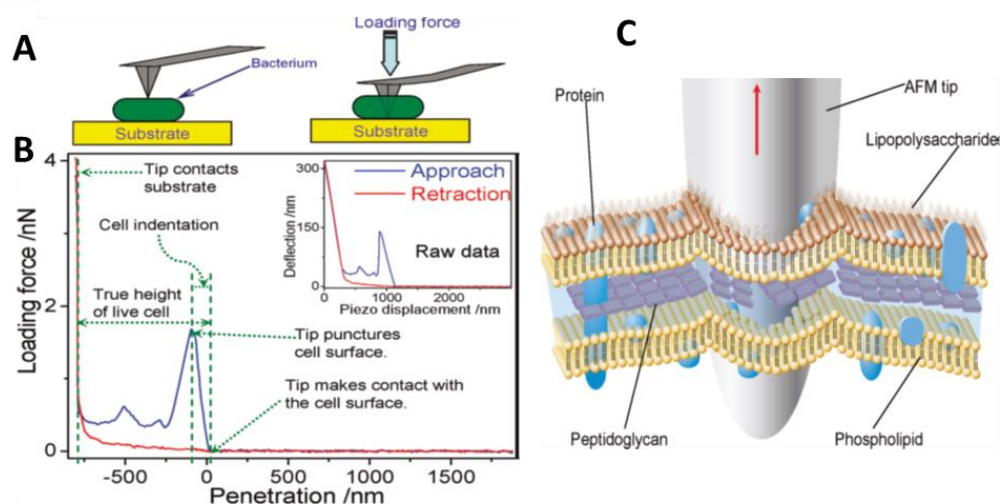 A
Loading force
Bacterium
Substrate
Substrate
B
4
2
0
Loading force /nN
Tip contacts
substrate
Cell indentation
True height
of live cell
Tip punctures
cell surface.
Tip makes contact with
the cell surface.
-500
0
500
1000
1500
Penetration /nm
300
150
0
Deflection /nm
Approach
Retraction
Raw data
0
1000
2000
Piezo displacement /nm
C
Protein
AFM tip
Lipopolysaccharides
Peptidoglycan
Phospholipid